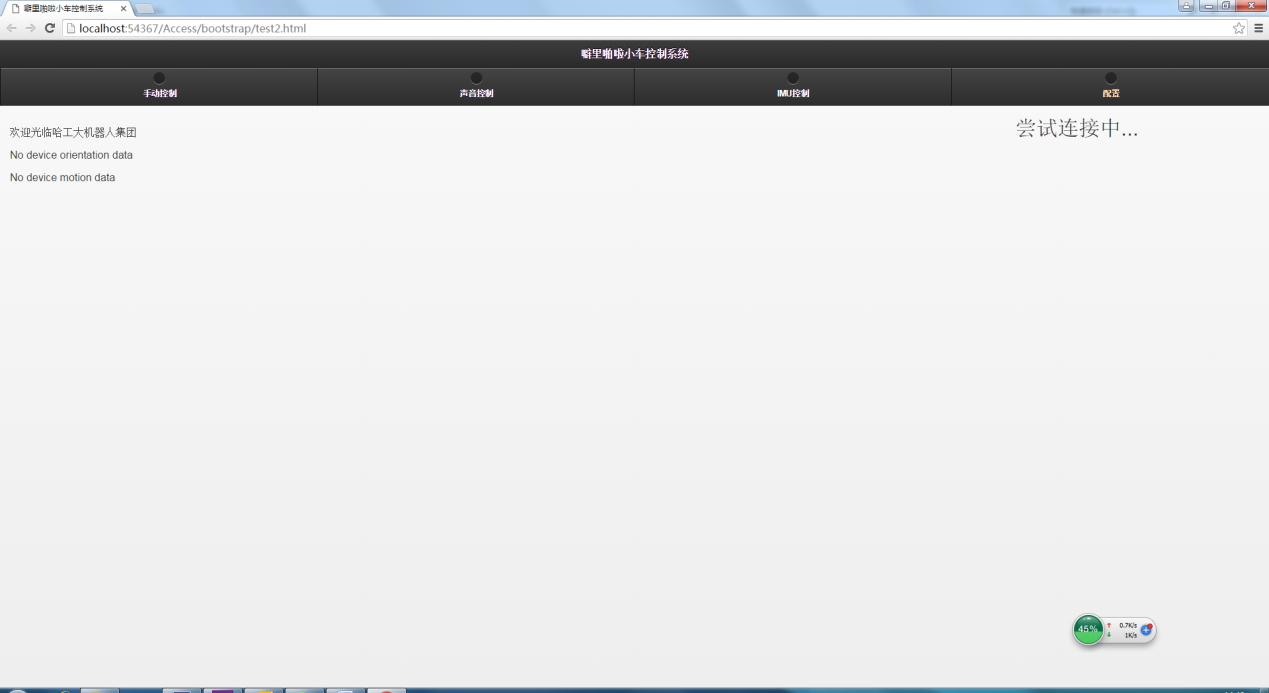 噼里啪啦小车控制系统
localhost:54367/Access/bootstrap/test2.html
噼里啪啦小车控制系统
手动控制
声音控制
IMU控制
配置
欢迎光临哈工大机器人集团
尝试连接中...
No device orientation data
No device motion data
45%
0.7K/s
1K/s